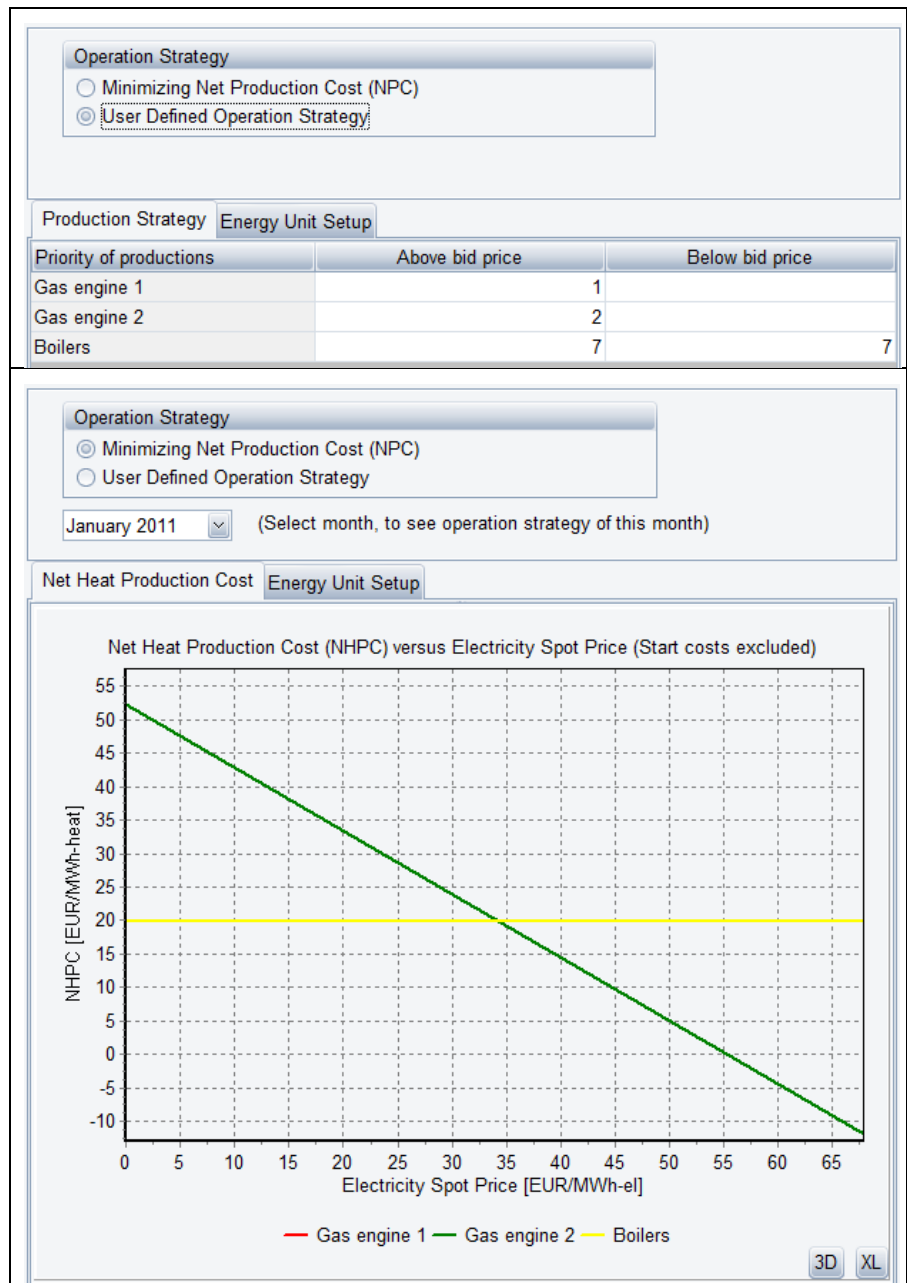 Operation Strategy
Minimizing Net Production Cost (NPC)
User Defined Operation Strategy
Production Strategy Energy Unit Setup
Priority of productions Above bid price Below bid price
Gas engine 1 1
Gas engine 2 2
Boilers 7 7
Operation Strategy
Minimizing Net Production Cost (NPC)
User Defined Operation Strategy
January 2011 (Select month, to see operation strategy of this month)
Net Heat Production Cost Energy Unit Setup
Net Heat Production Cost (NHPC) versus Electricity Spot Price (Start costs excluded)
NHPC [EUR/MWh-heat]
55
50
45
40
35
30
25
20
15
10
5
0
-5
-10
0 5 10 15 20 25 30 35 40 45 50 55 60 65
Electricity Spot Price [EUR/MWh-el]
Gas engine 1 Gas engine 2 Boilers
3D XL